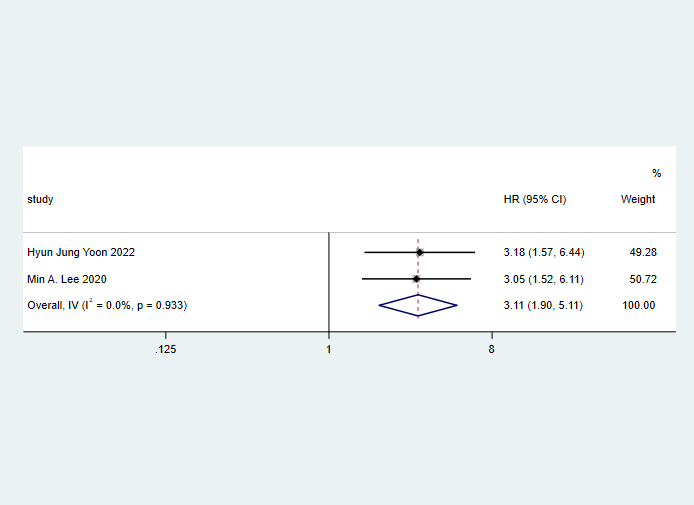 %
study HR (95% CI) Weight
Hyun Jung Yoon 2022 3.18 (1.57, 6.44) 49.28
Min A. Lee 2020 3.05 (1.52, 6.11) 50.72
Overall, IV (I² = 0.0%, p = 0.933) 3.11 (1.90, 5.11) 100.00
.125 1 8